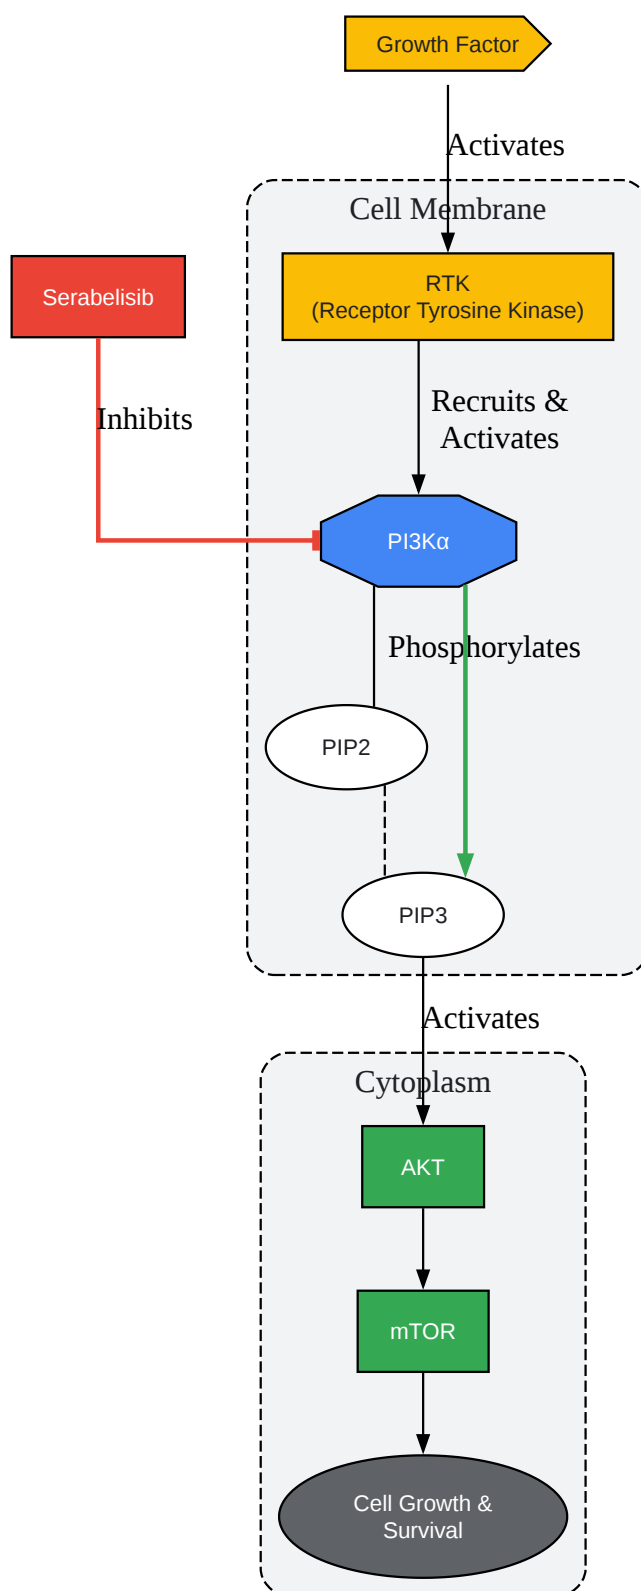 Growth Factor
Activates
Cell Membrane
Serabelisib
RTK
(Receptor Tyrosine Kinase)
Inhibits
Recruits &
Activates
PI3Kα
Phosphorylates
PIP2
PIP3
Activates
Cytoplasm
AKT
mTOR
Cell Growth &
Survival